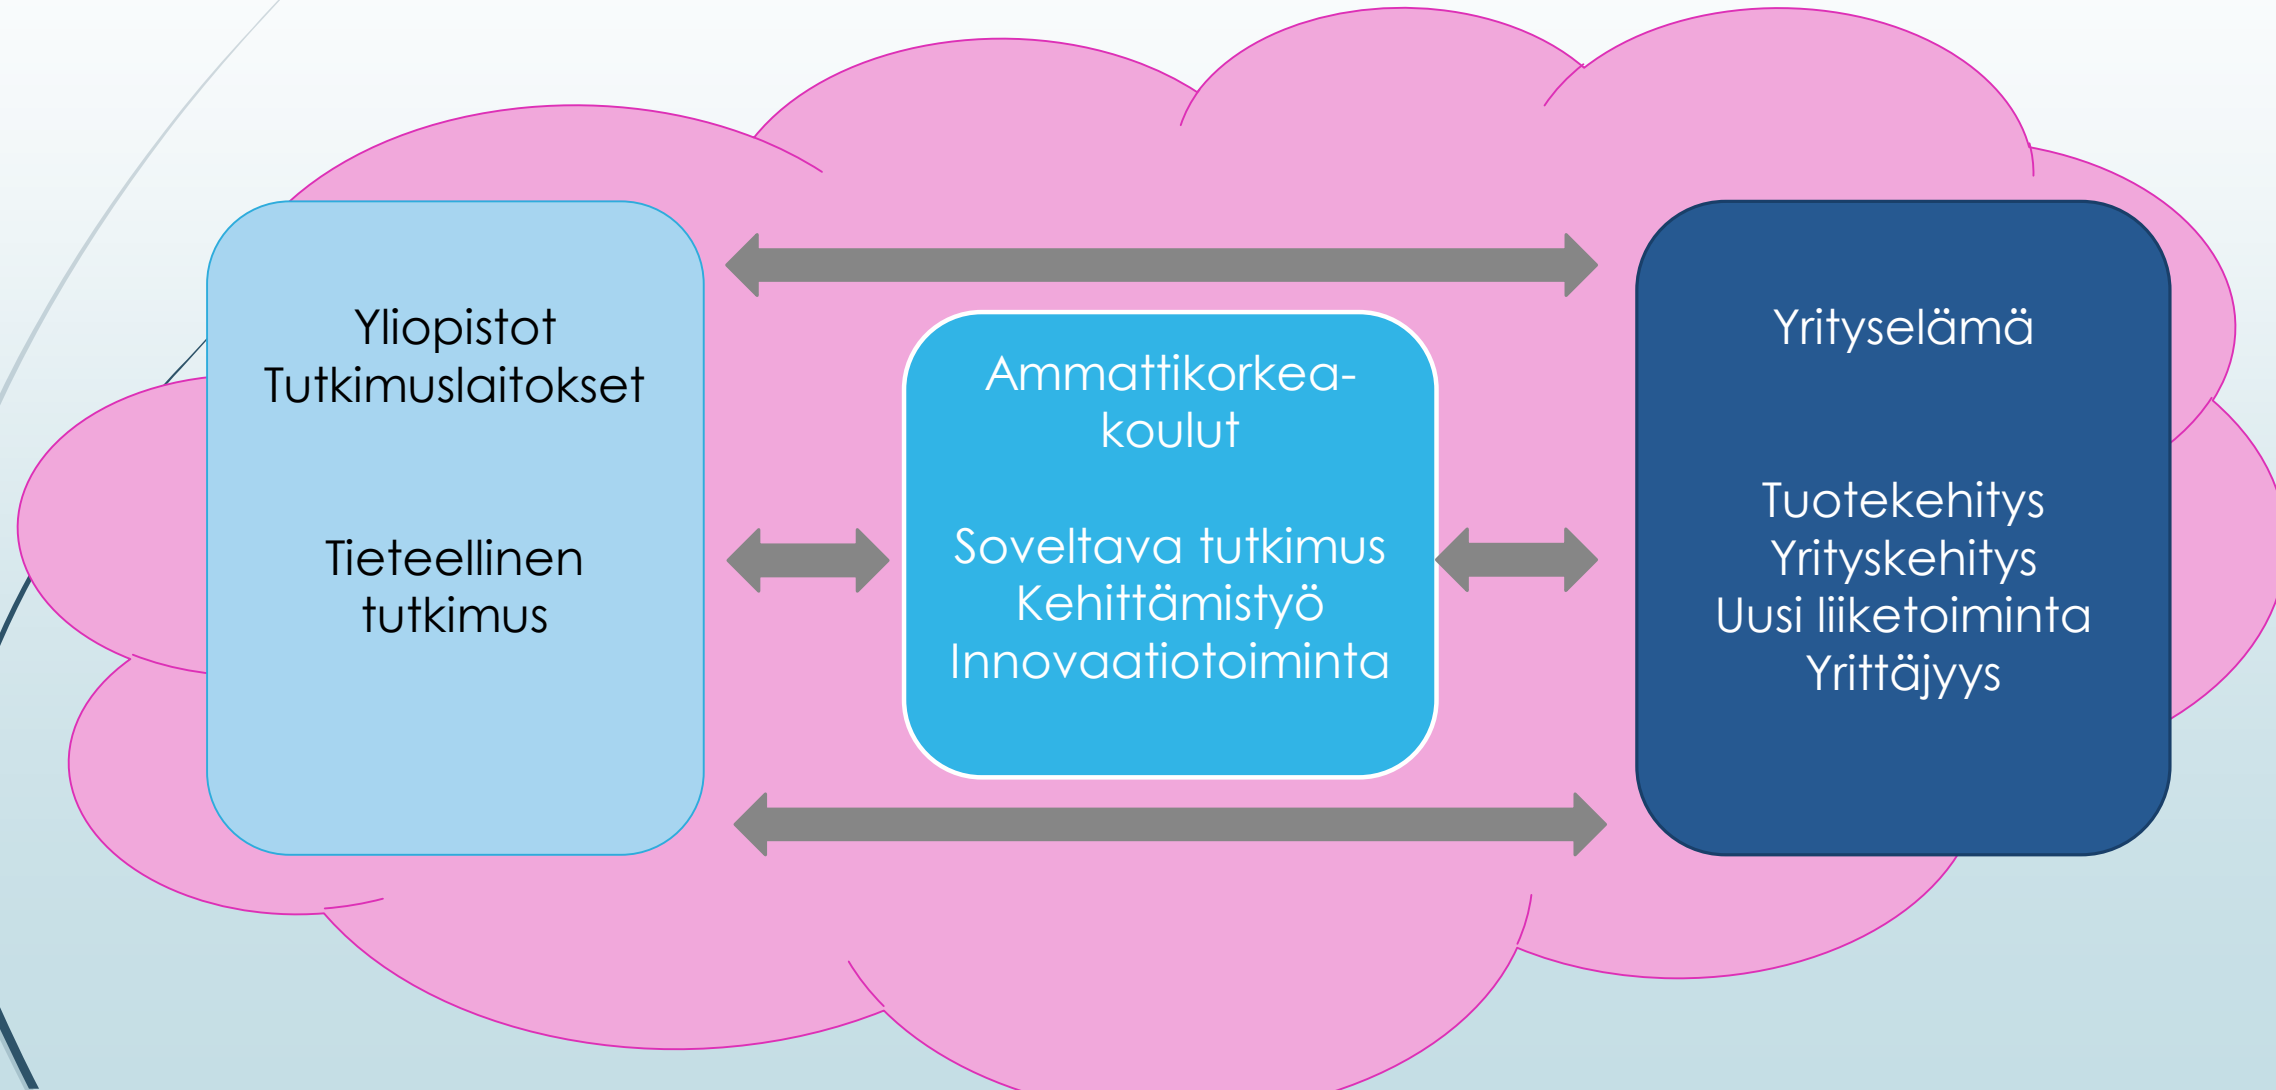 Yliopistot
Tutkimuslaitokset
Tieteellinen
tutkimus
Ammattikorkea-
koulut
Soveltava tutkimus
Kehittämistyö
Innovaatiotoiminta
Yrityselämä
Tuotekehitys
Yrityskehitys
Uusi liiketoiminta
Yrittäjyys